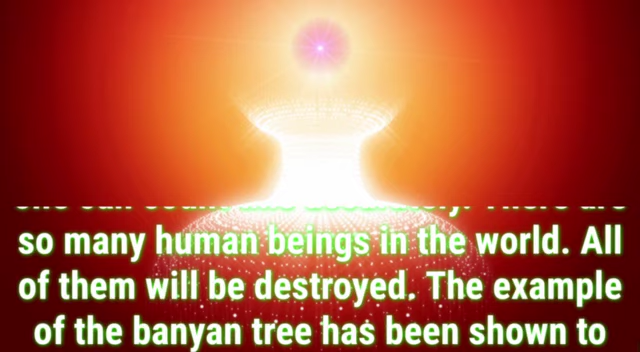 so many human beings in the world. All
of them will be destroyed. The example
of the banyan tree has been shown to